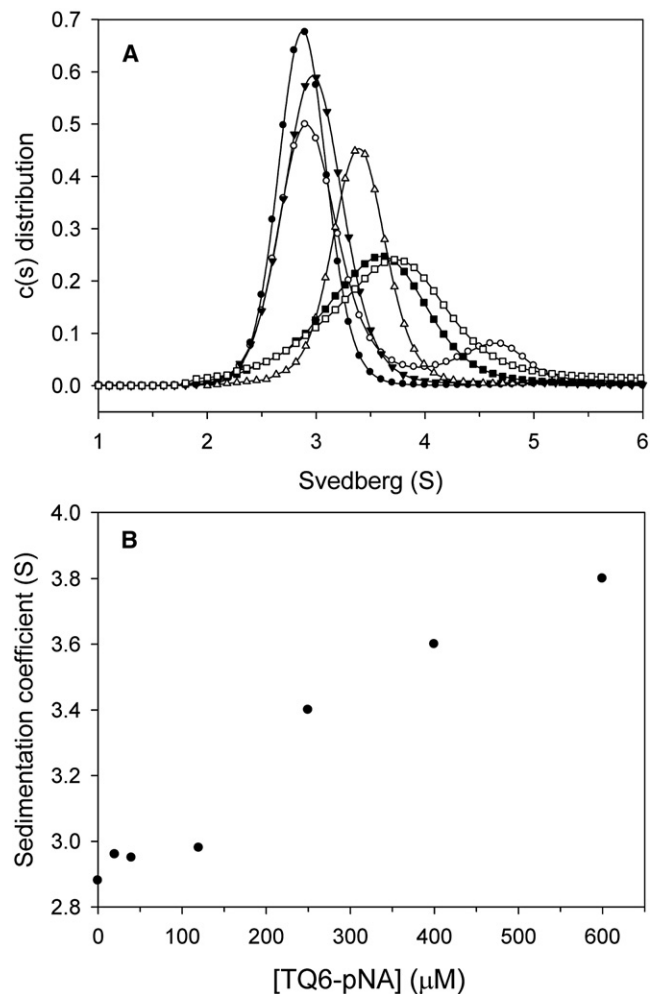 A
0.7
0.6
0.5
0.4
0.3
0.2
0.1
0.0
c(s) distribution
1 2 3 4 5 6
Svedberg (S)
B
4.0
3.8
3.6
3.4
3.2
3.0
2.8
Sedimentation coefficient (S)
0 100 200 300 400 500 600
[TQ6-pNA] (μM)